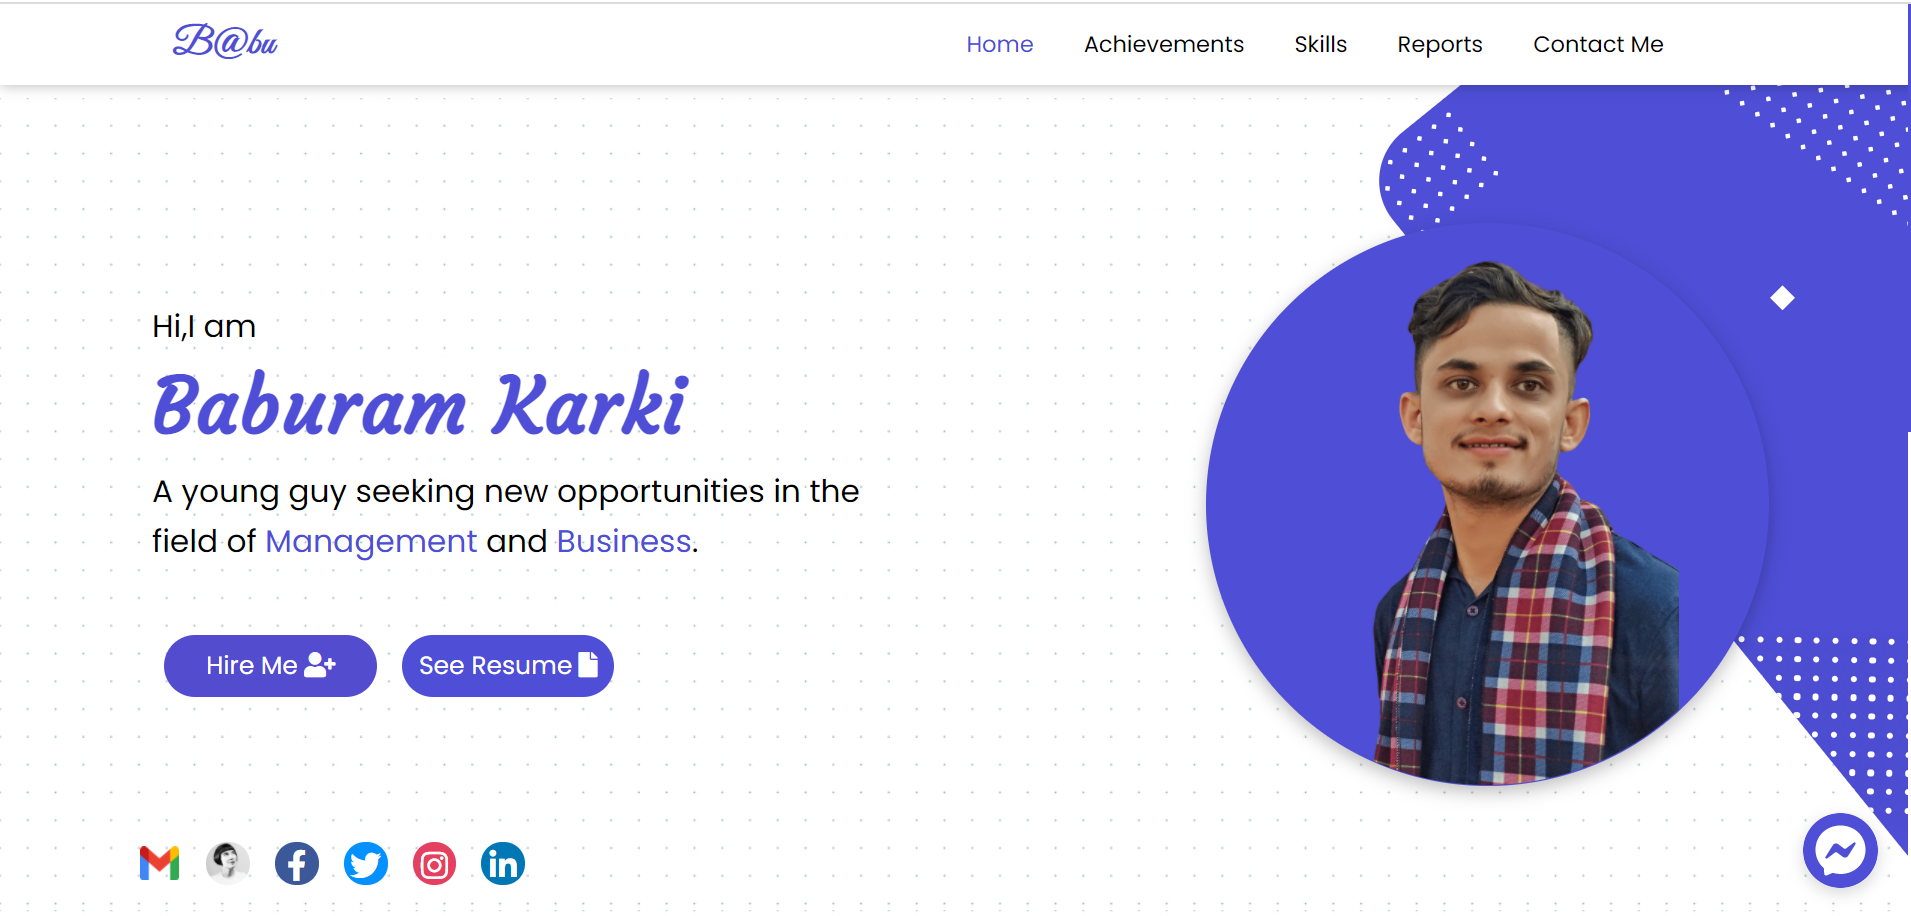 B@bu
Home Achievements Skills Reports Contact Me
Hi,I am
Baburam Karki
A young guy seeking new opportunities in the
field of Management and Business.
Hire Me See Resume